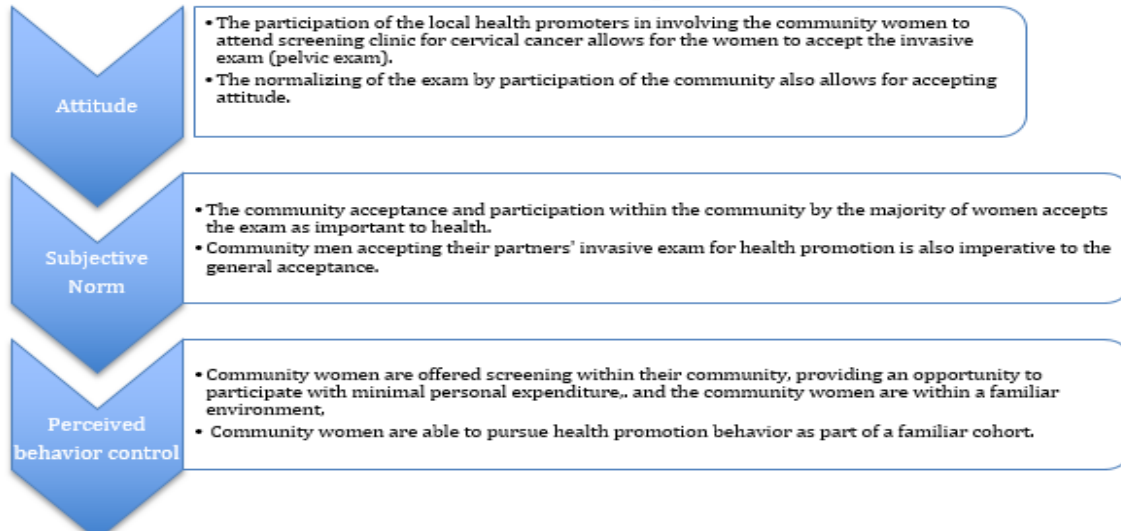 • The participation of the local health promoters in involving the community women to
attend screening clinic for cervical cancer allows for the women to accept the invasive
exam (pelvic exam).
• The normalizing of the exam by participation of the community also allows for accepting
attitude.
Attitude
• The community acceptance and participation within the community by the majority of women accepts
the exam as important to health.
• Community men accepting their partners' invasive exam for health promotion is also imperative to the
general acceptance.
Subjective
Norm
• Community women are offered screening within their community, providing an opportunity to
participate with minimal personal expenditure,. and the community women are within a familiar
environment,
• Community women are able to pursue health promotion behavior as part of a familiar cohort.
Perceived
behavior control